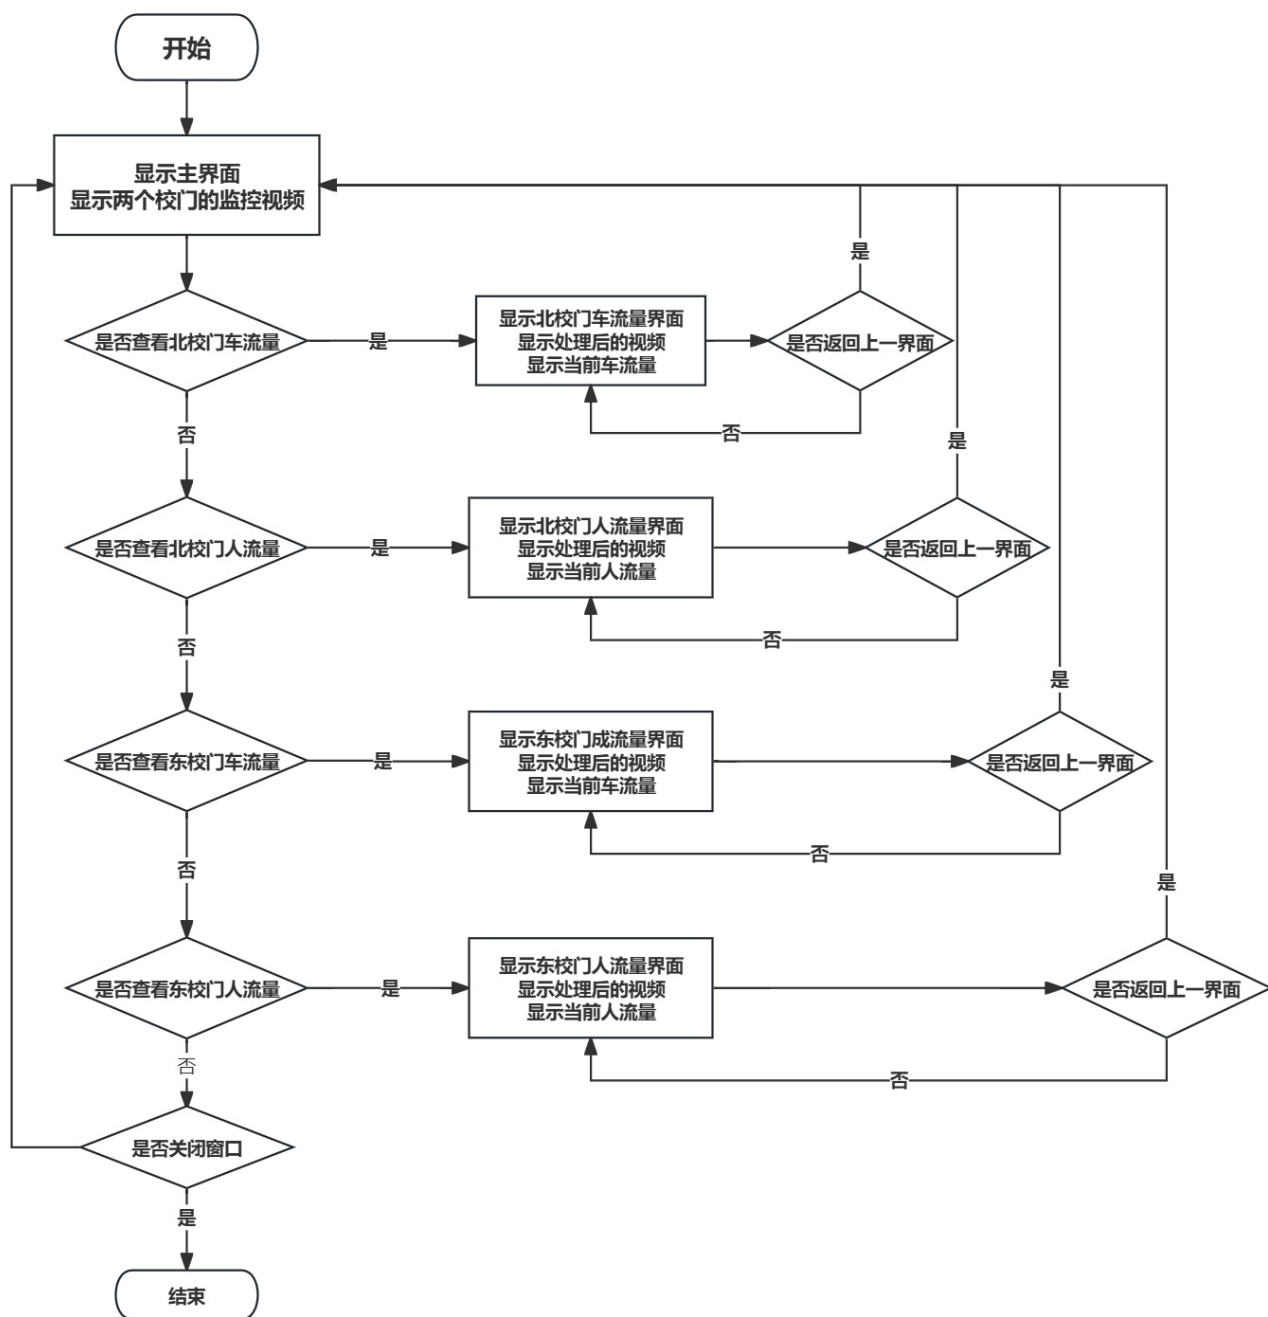 开始
显示主界面
显示两个校门的监控视频
是
是否查看北校门车流量
是
显示北校门车流量界面
显示处理后的视频
显示当前车流量
是否返回上一界面
否
否
是
是否查看北校门人流量
是
显示北校门人流量界面
显示处理后的视频
显示当前人流量
是否返回上一界面
否
否
是
是否查看东校门车流量
是
显示东校门成流量界面
显示处理后的视频
显示当前车流量
是否返回上一界面
否
否
是
是否查看东校门人流量
是
显示东校门人流量界面
显示处理后的视频
显示当前人流量
是否返回上一界面
否
否
是否关闭窗口
是
结束